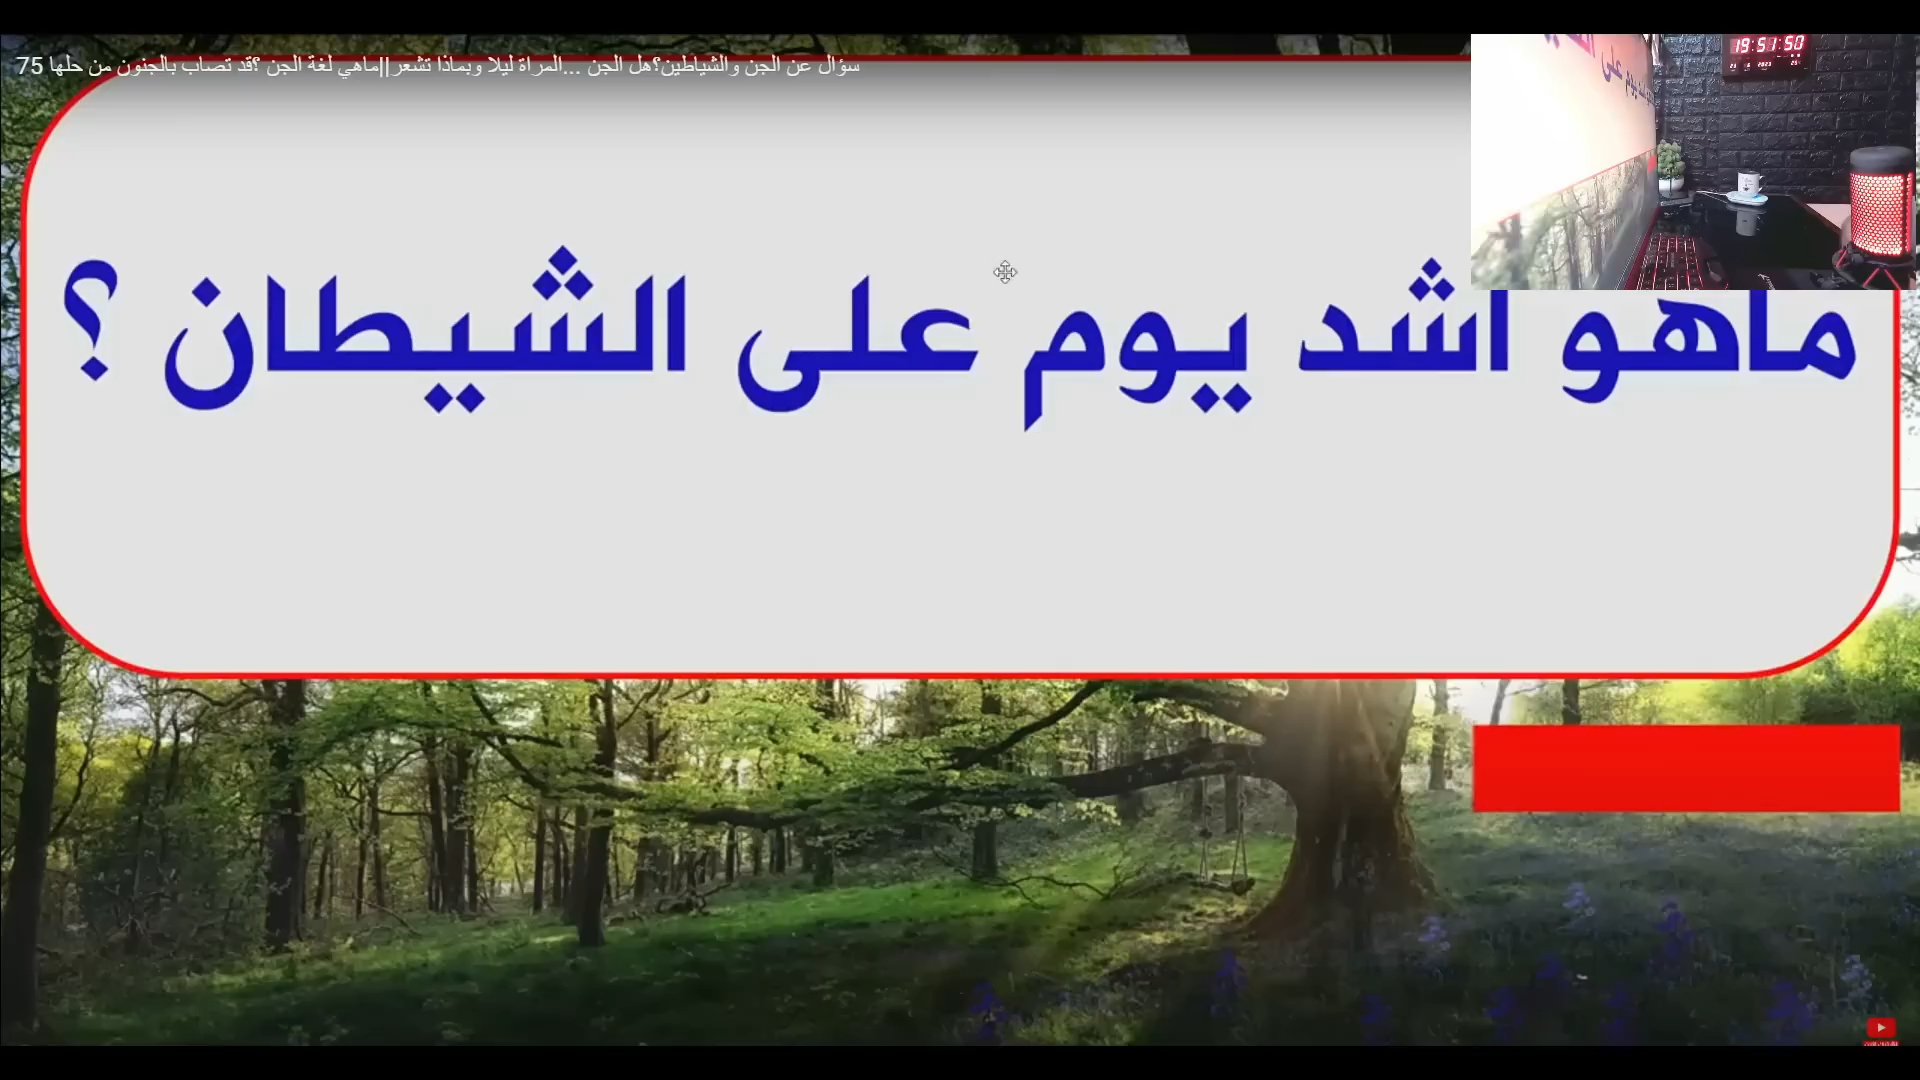 75 سؤال عن الجن والشياطين؟هل الجن ...المراة ليلا وبماذا تشعر||ماهي لغة الجن ؟قد تصاب بالجنون من حلها
19:51:50
ماهو اشد يوم على الشيطان ؟